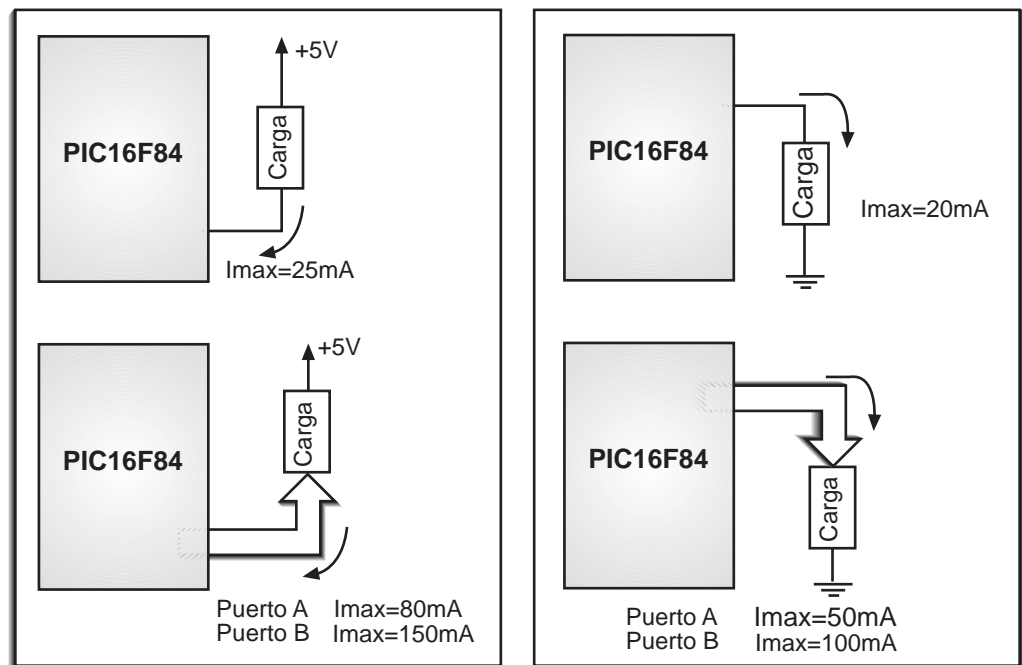 +5V
PIC16F84
Carga
Imax=25mA
+5V
PIC16F84
Carga
Puerto A Imax=80mA
Puerto B Imax=150mA
PIC16F84
Carga
Imax=20mA
PIC16F84
Carga
Puerto A Imax=50mA
Puerto B Imax=100mA